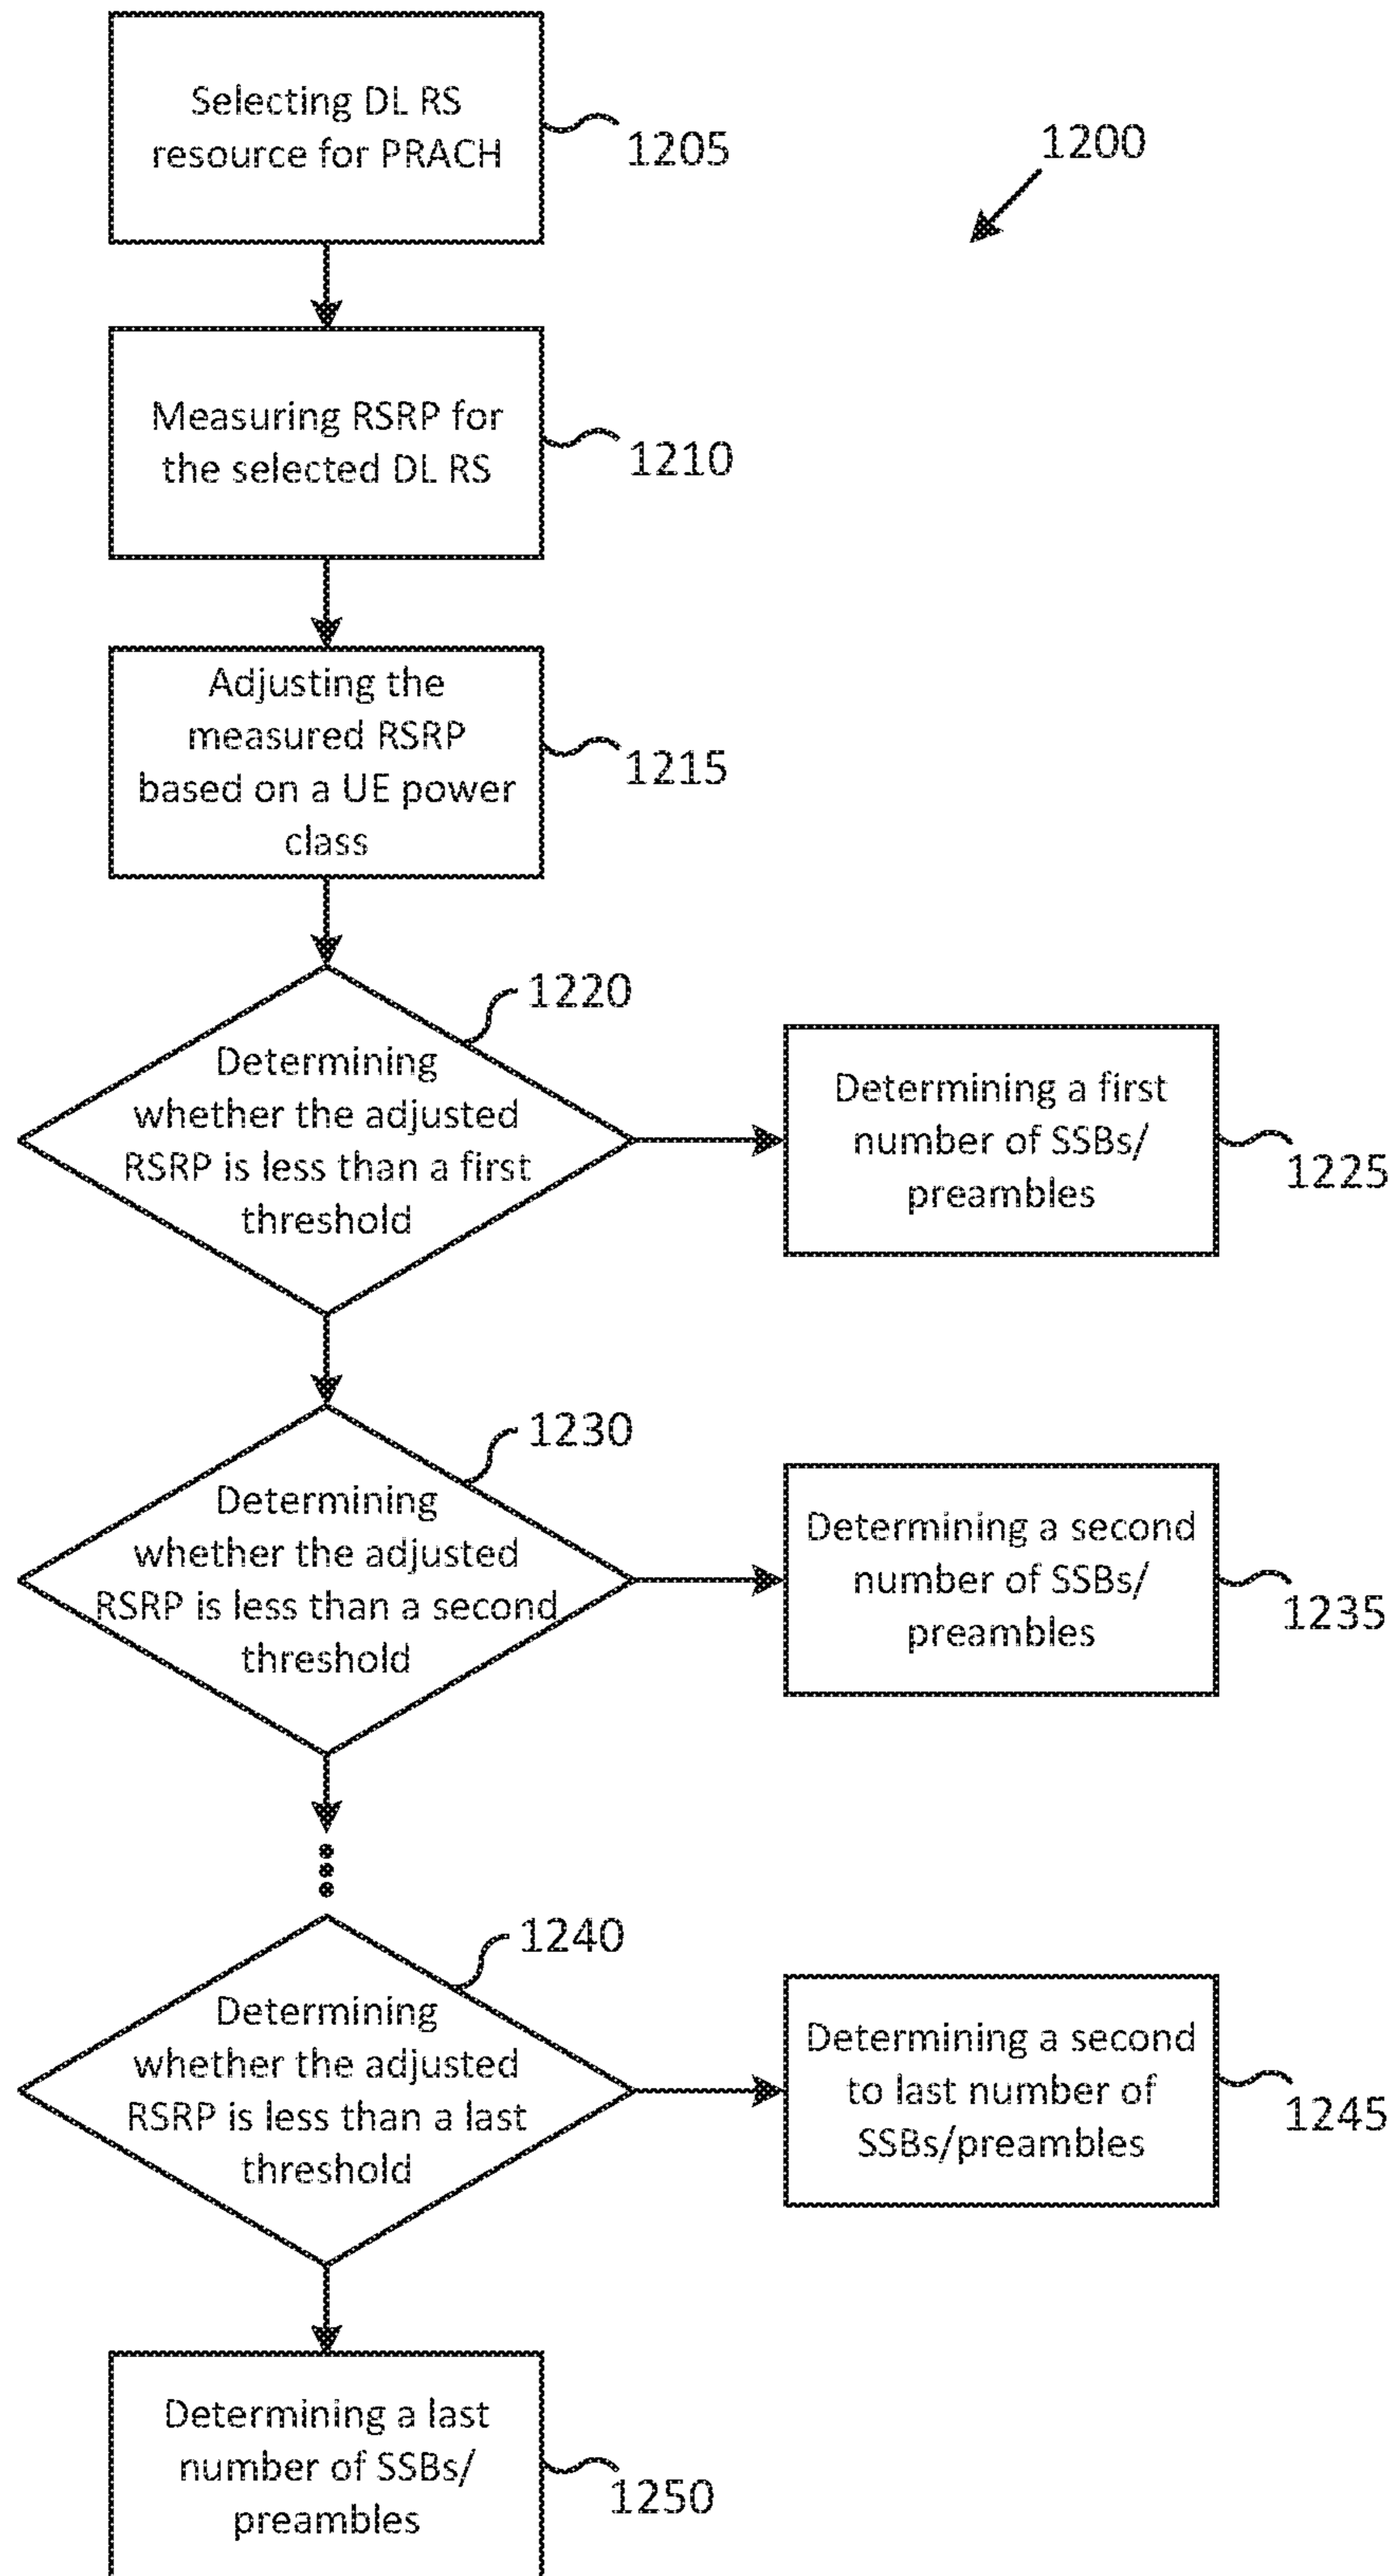 Selecting DL RS
resource for PRACH
1205
1200
Measuring RSRP for
the selected DL RS
1210
Adjusting the
measured RSRP
based on a UE power
class
1215
1220
Determining
whether the adjusted
RSRP is less than a first
threshold
Determining a first
number of SSBs/
preambles
1225
1230
Determining
whether the adjusted
RSRP is less than a second
threshold
Determining a second
number of SSBs/
preambles
1235
1240
Determining
whether the adjusted
RSRP is less than a last
threshold
Determining a second
to last number of
SSBs/preambles
1245
Determining a last
number of SSBs/
preambles
1250